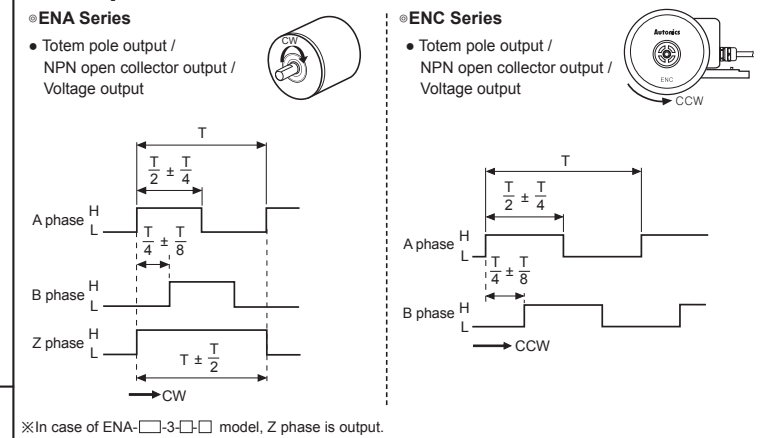 ◎ENA Series
● Totem pole output /
NPN open collector output /
Voltage output
CW
T
T/2 ± T/4
A phase H
L
T/4 ± T/8
B phase H
L
Z phase H
L
T ± T/2
CW
◎ENC Series
● Totem pole output /
NPN open collector output /
Voltage output
Autonics
ENC
CCW
T
T/2 ± T/4
A phase H
L
T/4 ± T/8
B phase H
L
CCW
※In case of ENA-□-3-□-□ model, Z phase is output.